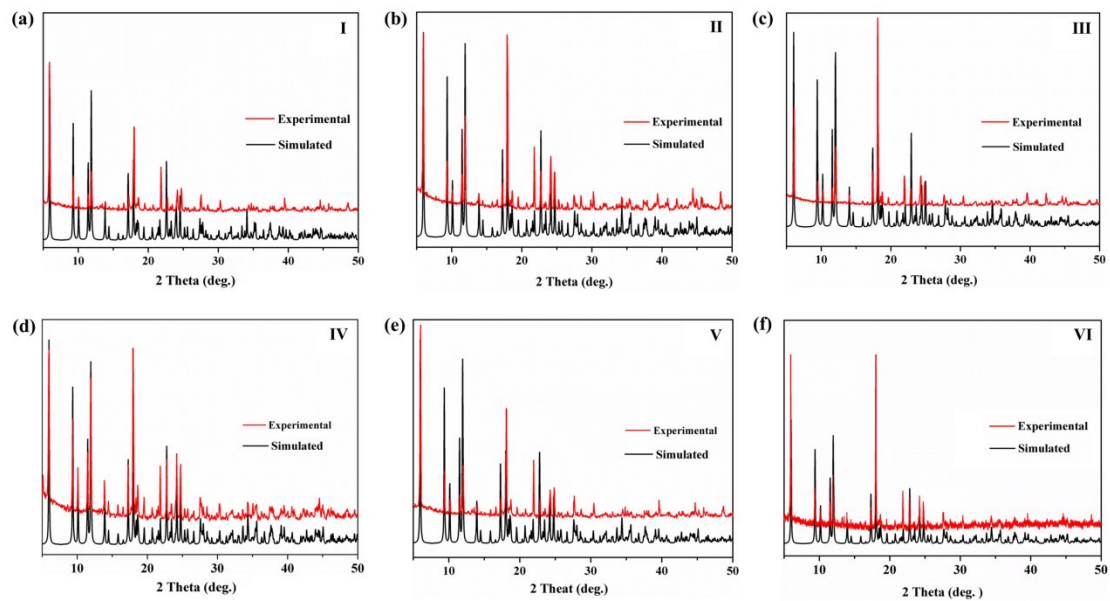 (a)
I
Experimental
Simulated
10 20 30 40 50
2 Theta (deg.)
(b)
II
Experimental
Simulated
10 20 30 40 50
2 Theta (deg.)
(c)
III
Experimental
Simulated
10 20 30 40 50
2 Theta (deg.)
(d)
IV
Experimental
Simulated
10 20 30 40 50
2 Theta (deg.)
(e)
V
Experimental
Simulated
10 20 30 40 50
2 Theat (deg.)
(f)
VI
Experimental
Simulated
10 20 30 40 50
2 Theta (deg. )